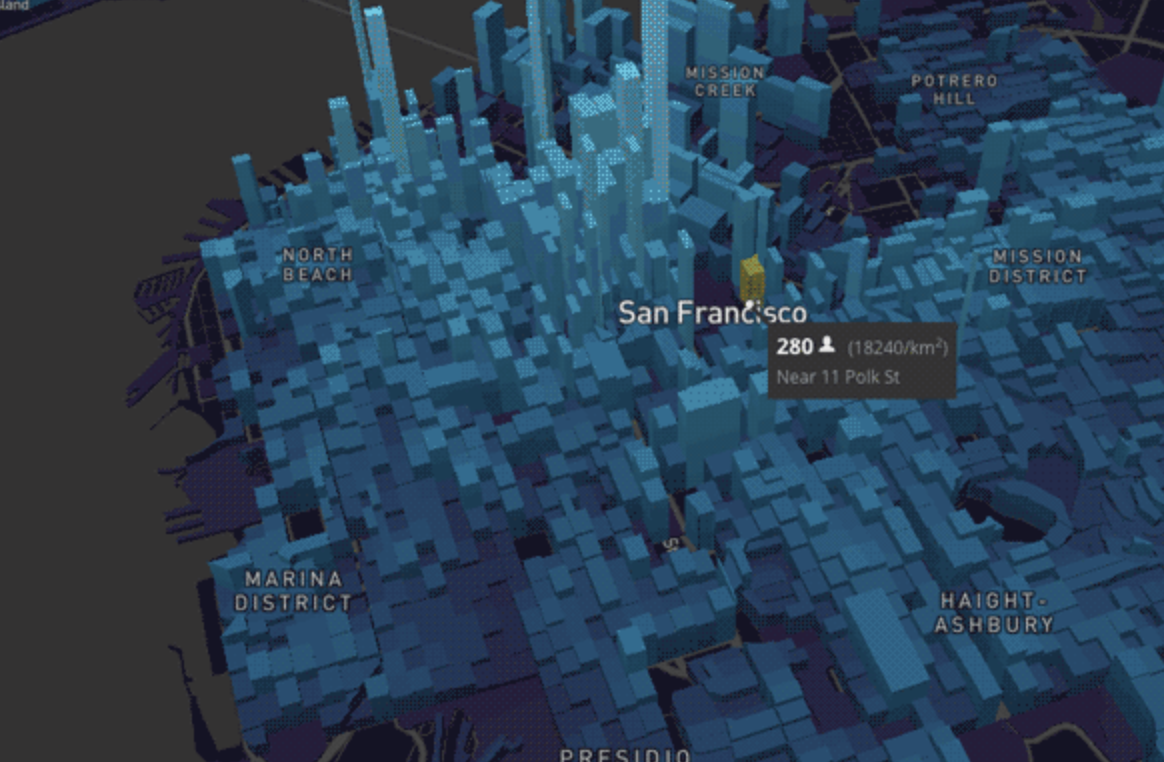 sland
MISSION
CREEK
POTRERO
HILL
NORTH
BEACH
MISSION
DISTRICT
San Francisco
280 (18240/km²)
Near 11 Polk St
MARINA
DISTRICT
HAIGHT-
ASHBURY
PRESIDIO